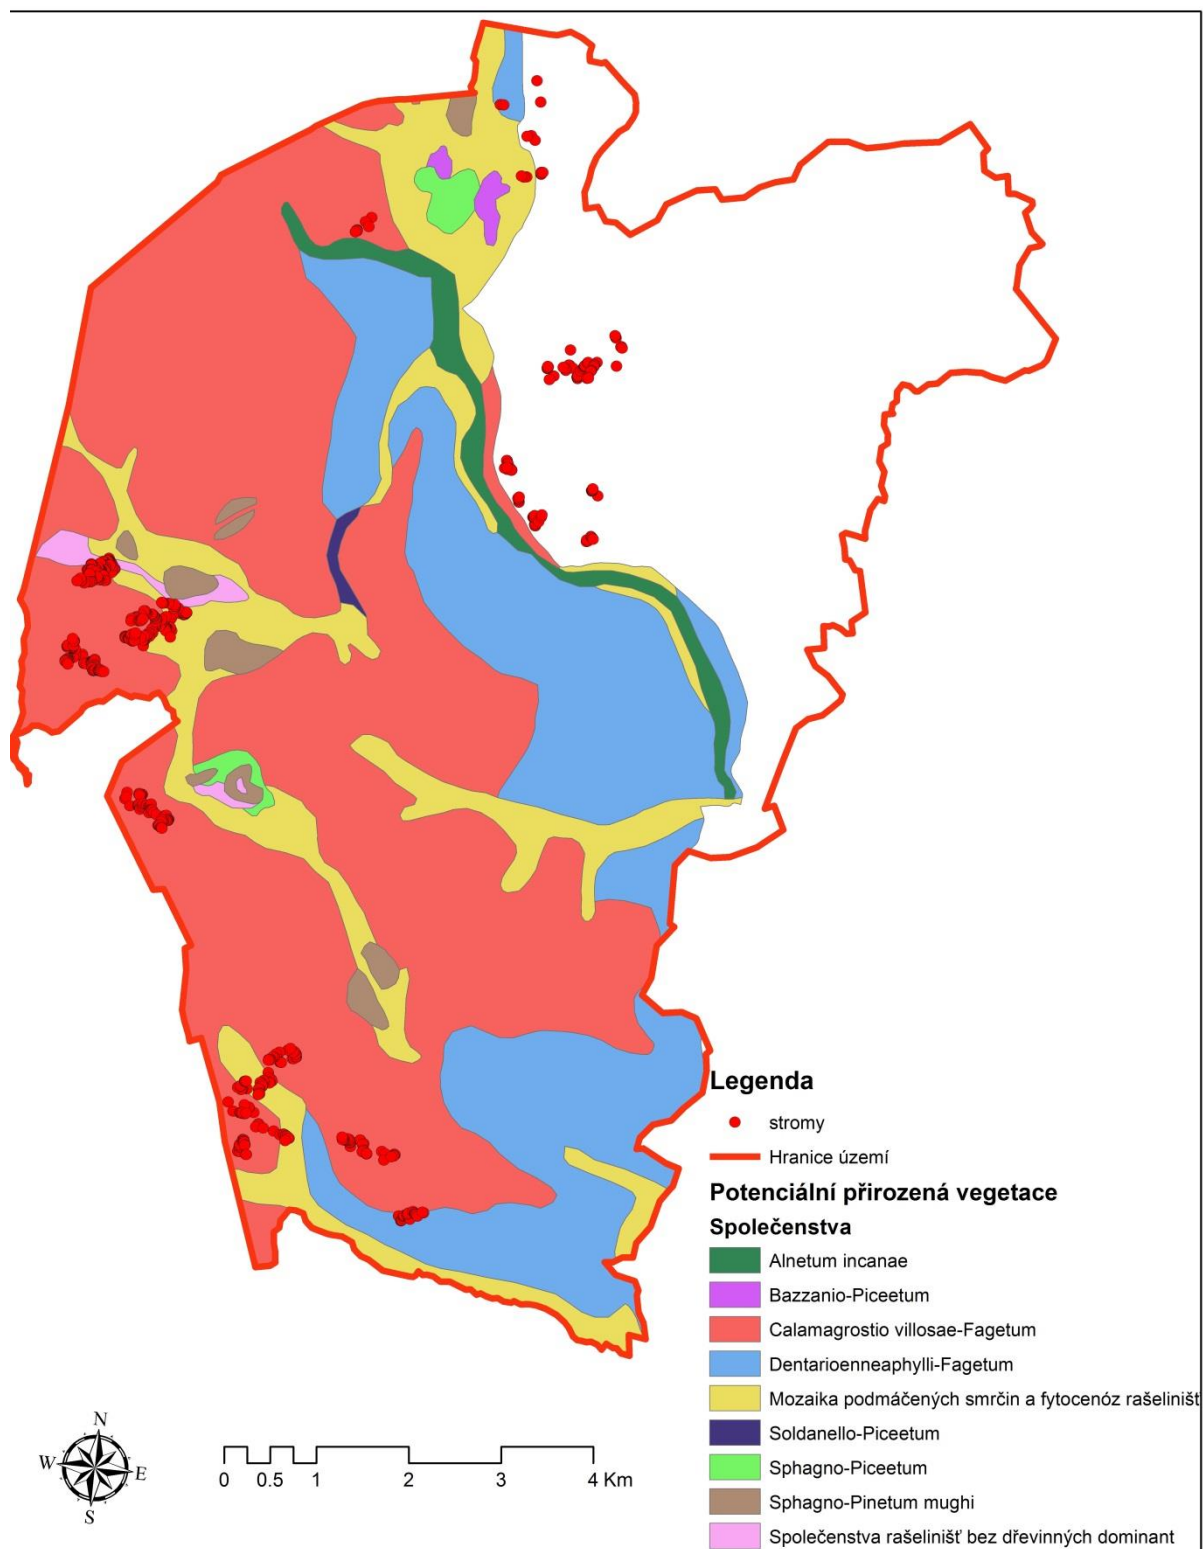 Legenda
stromy
Hranice území
Potenciální přirozená vegetace
Společenstva
Alnetum incanae
Bazzanio-Piceetum
Calamagrostio villosae-Fagetum
Dentarioenneaphylli-Fagetum
Mozaika podmáčených smrčin a fytocenóz rašelinišť
Soldanello-Piceetum
Sphagno-Piceetum
Sphagno-Pinetum mughi
Společenstva rašelinišť bez dřevinných dominant
N
W E
S
0 0.5 1 2 3 4 Km